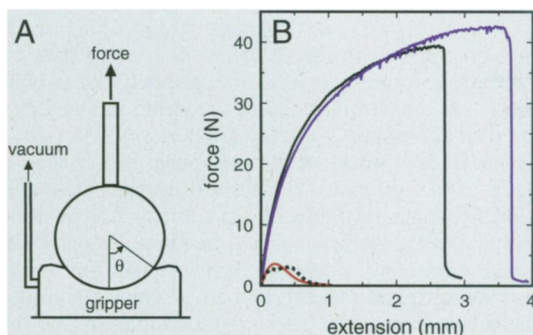 A
force
vacuum
θ
gripper
B
force (N)
40
30
20
10
0
0
1
2
3
4
extension (mm)